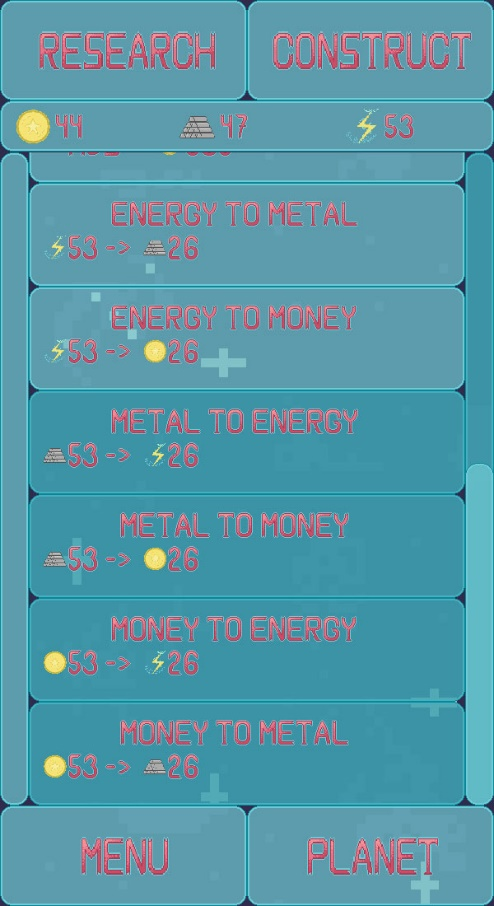 RESEARCH CONSTRUCT
44 47 53
ENERGY TO METAL
53 -> 26
ENERGY TO MONEY
53 -> 26
METAL TO ENERGY
53 -> 26
METAL TO MONEY
53 -> 26
MONEY TO ENERGY
53 -> 26
MONEY TO METAL
53 -> 26
MENU PLANET